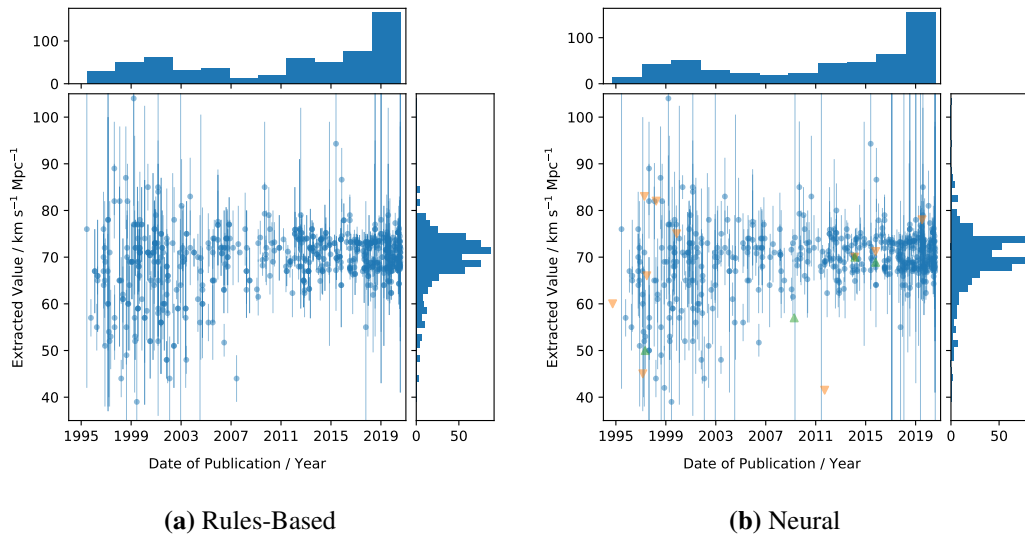 100
0
100
90
80
70
60
50
40
Extracted Value / km s⁻¹ Mpc⁻¹
1995 1999 2003 2007 2011 2015 2019
Date of Publication / Year
0 50
(a) Rules-Based
100
0
100
90
80
70
60
50
40
Extracted Value / km s⁻¹ Mpc⁻¹
1995 1999 2003 2007 2011 2015 2019
Date of Publication / Year
0 50
(b) Neural